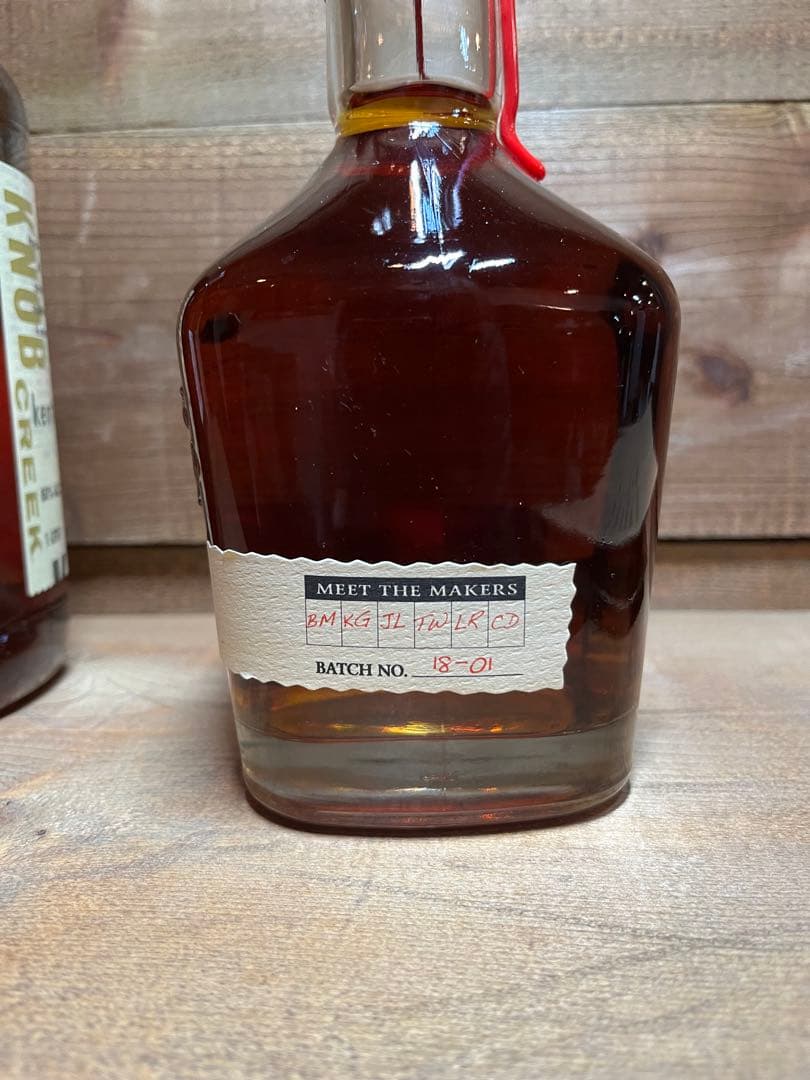 KNOB CREEK
MEET THE MAKERS
BM KG JL TW LR CD
BATCH NO. 18-01